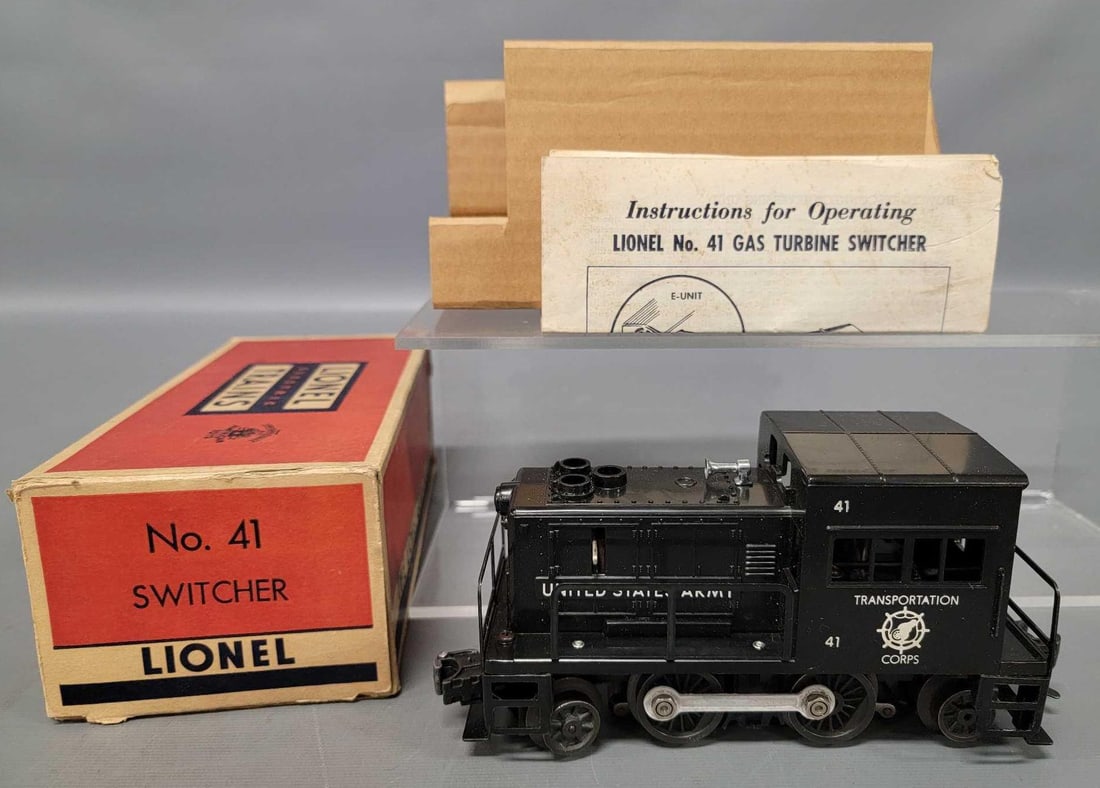 Instructions for Operating
LIONEL No. 41 GAS TURBINE SWITCHER
E-UNIT
LIONEL
TRAINS
No. 41
SWITCHER
LIONEL
41
UNITED STATES ARMY
TRANSPORTATION
41
CORPS